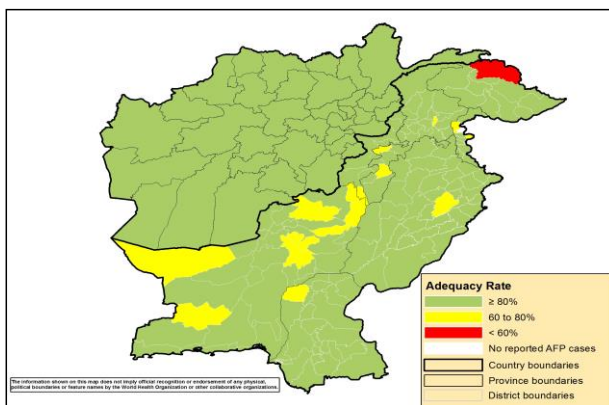 Adequacy Rate
≥ 80%
60 to 80%
< 60%
No reported AFP cases
Country boundaries
Province boundaries
District boundaries
The information shown on this map does not imply official recognition or endorsement of any physical,
political boundaries or feature names by the World Health Organization or other collaborative organizations.